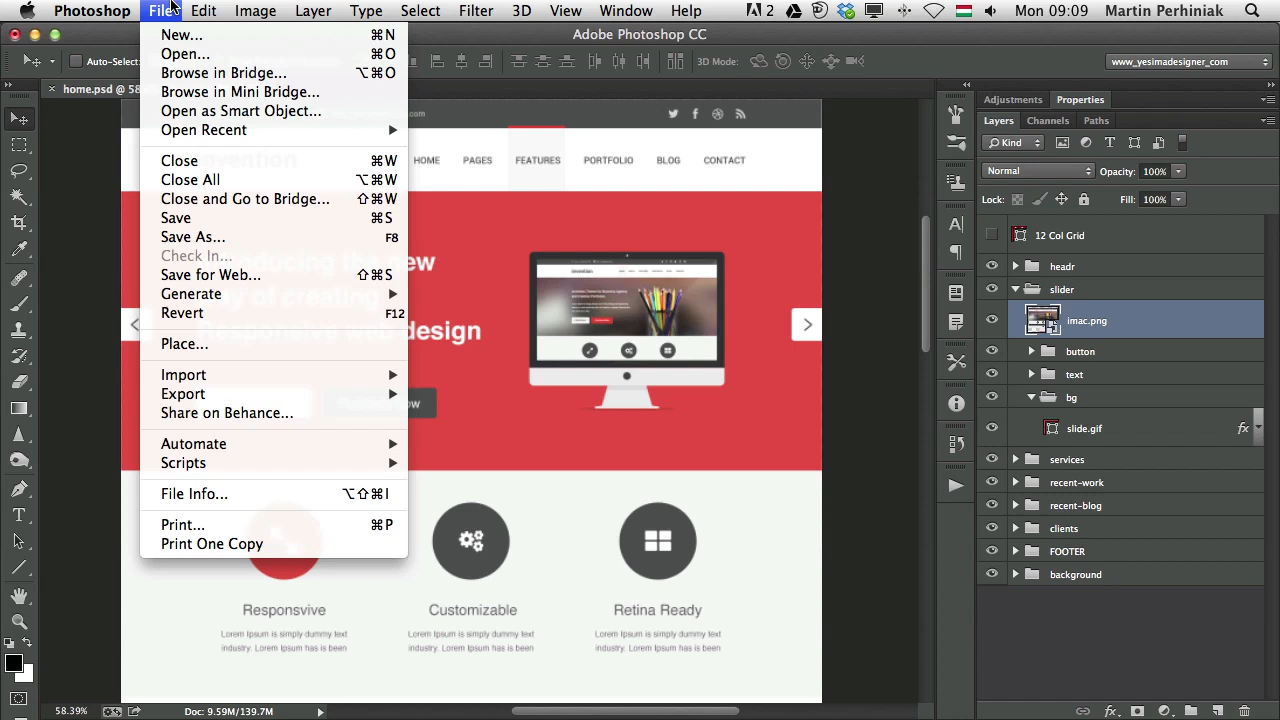 Photoshop File Edit Image Layer Type Select Filter 3D View Window Help
4 Mon 09:09 Martin Perhiniak
Adobe Photoshop CC
Auto-Select:
3D Mode:
www_yesimadesigner_com
home.psd @ 58
New... ⌘N
Open... ⌘O
Browse in Bridge... ⌥⌘O
Browse in Mini Bridge...
Open as Smart Object...
Open Recent
Close ⌘W
Close All ⌥⌘W
Close and Go to Bridge... ⇧⌘W
Save ⌘S
Save As... F8
Check In...
Save for Web... ⇧⌘S
Generate
Revert F12
Place...
Import
Export
Share on Behance...
Automate
Scripts
File Info... ⌥⇧⌘I
Print... ⌘P
Print One Copy
HOME PAGES FEATURES PORTFOLIO BLOG CONTACT
ducing the new
Responsive web design
Responsvive
Lorem Ipsum is simply dummy text
industry. Lorem Ipsum has is been
Customizable
Lorem Ipsum is simply dummy text
industry. Lorem Ipsum has is been
Retina Ready
Lorem Ipsum is simply dummy text
industry. Lorem Ipsum has is been
Adjustments Properties
Layers Channels Paths
Kind
Normal Opacity: 100%
Lock: Fill: 100%
12 Col Grid
headr
slider
imac.png
button
text
bg
slide.gif fx
services
recent-work
recent-blog
clients
FOOTER
background
58.39% Doc: 9.59M/139.7M